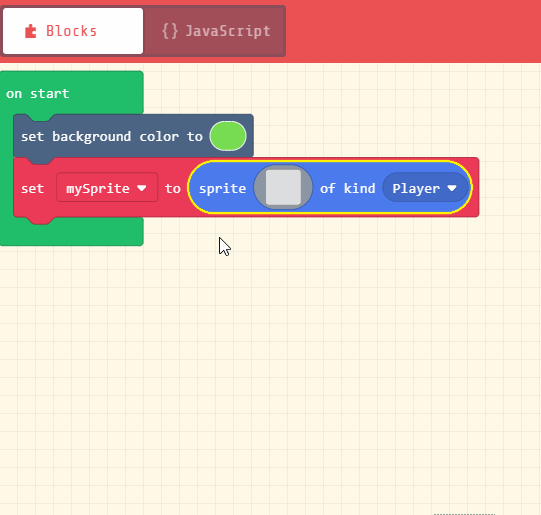 Blocks
{} JavaScript
on start
set background color to
set mySprite to sprite of kind Player